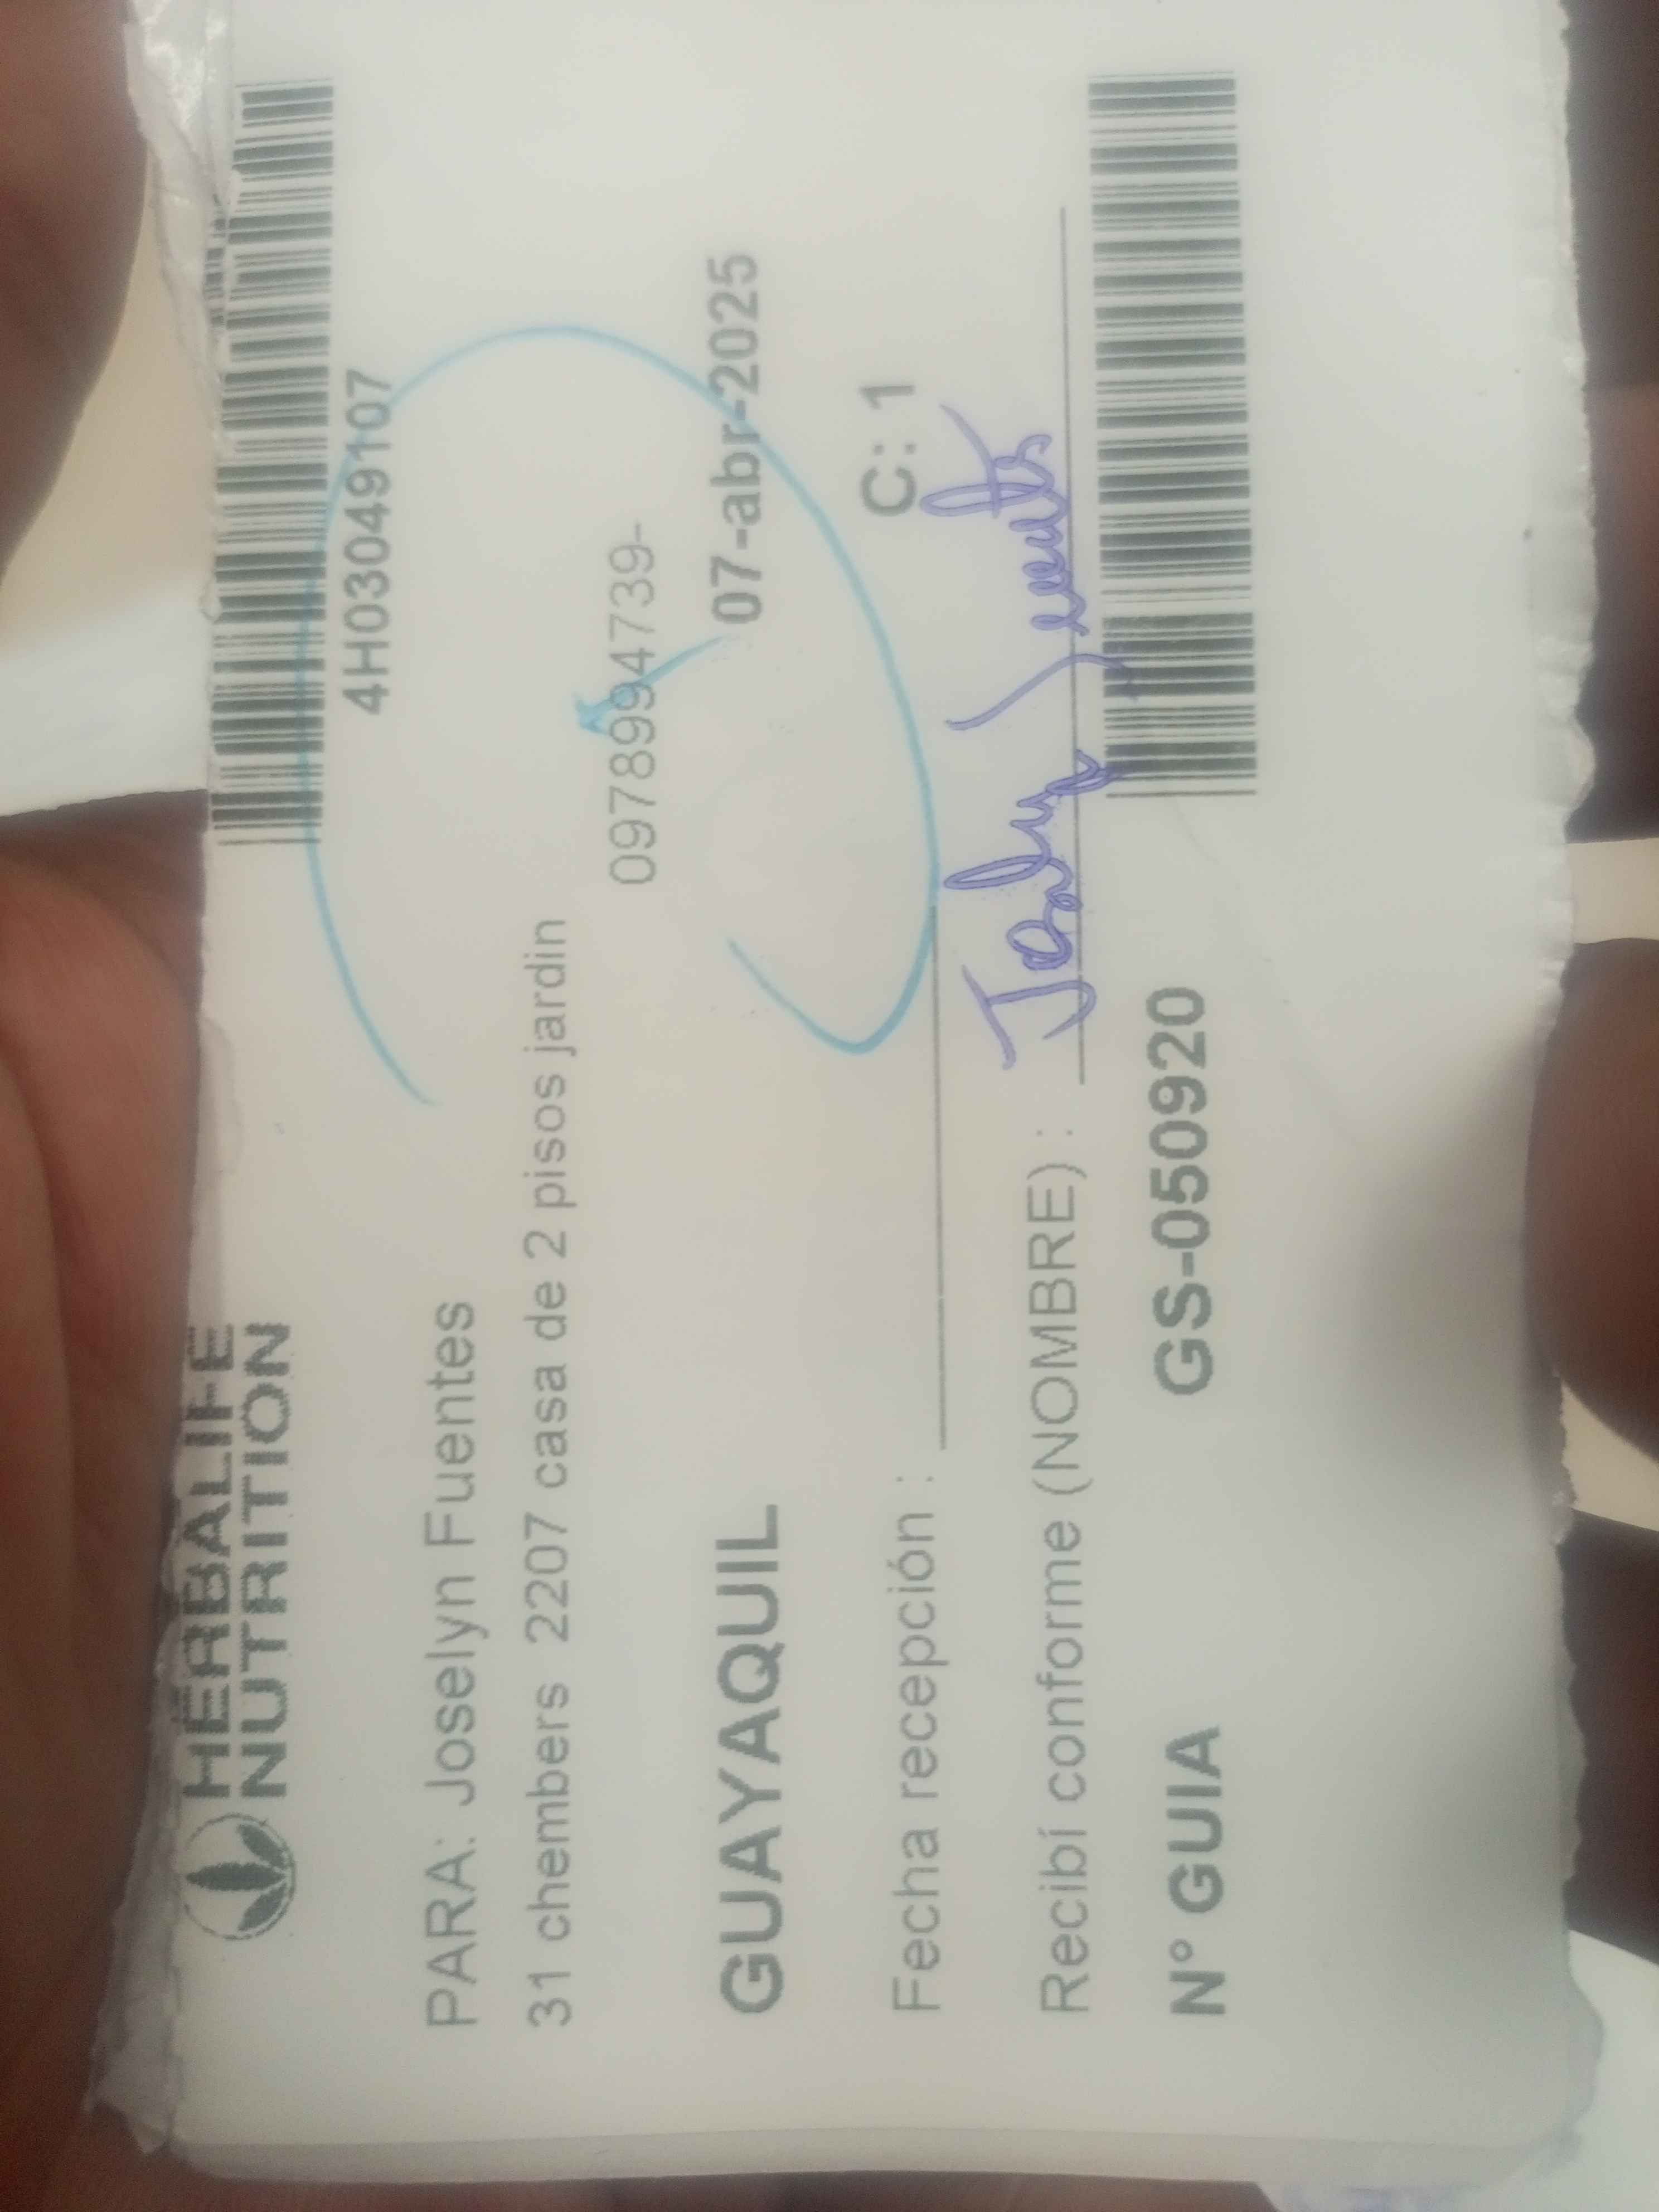 HERBALIFE
NUTRITION
4H03049107
PARA: Joselyn Fuentes
31 chembers 2207 casa de 2 pisos jardin
0978994739-
GUAYAQUIL 07-abr-2025
Fecha recepción : C: 1
Recibí conforme (NOMBRE) :
N° GUIA GS-050920